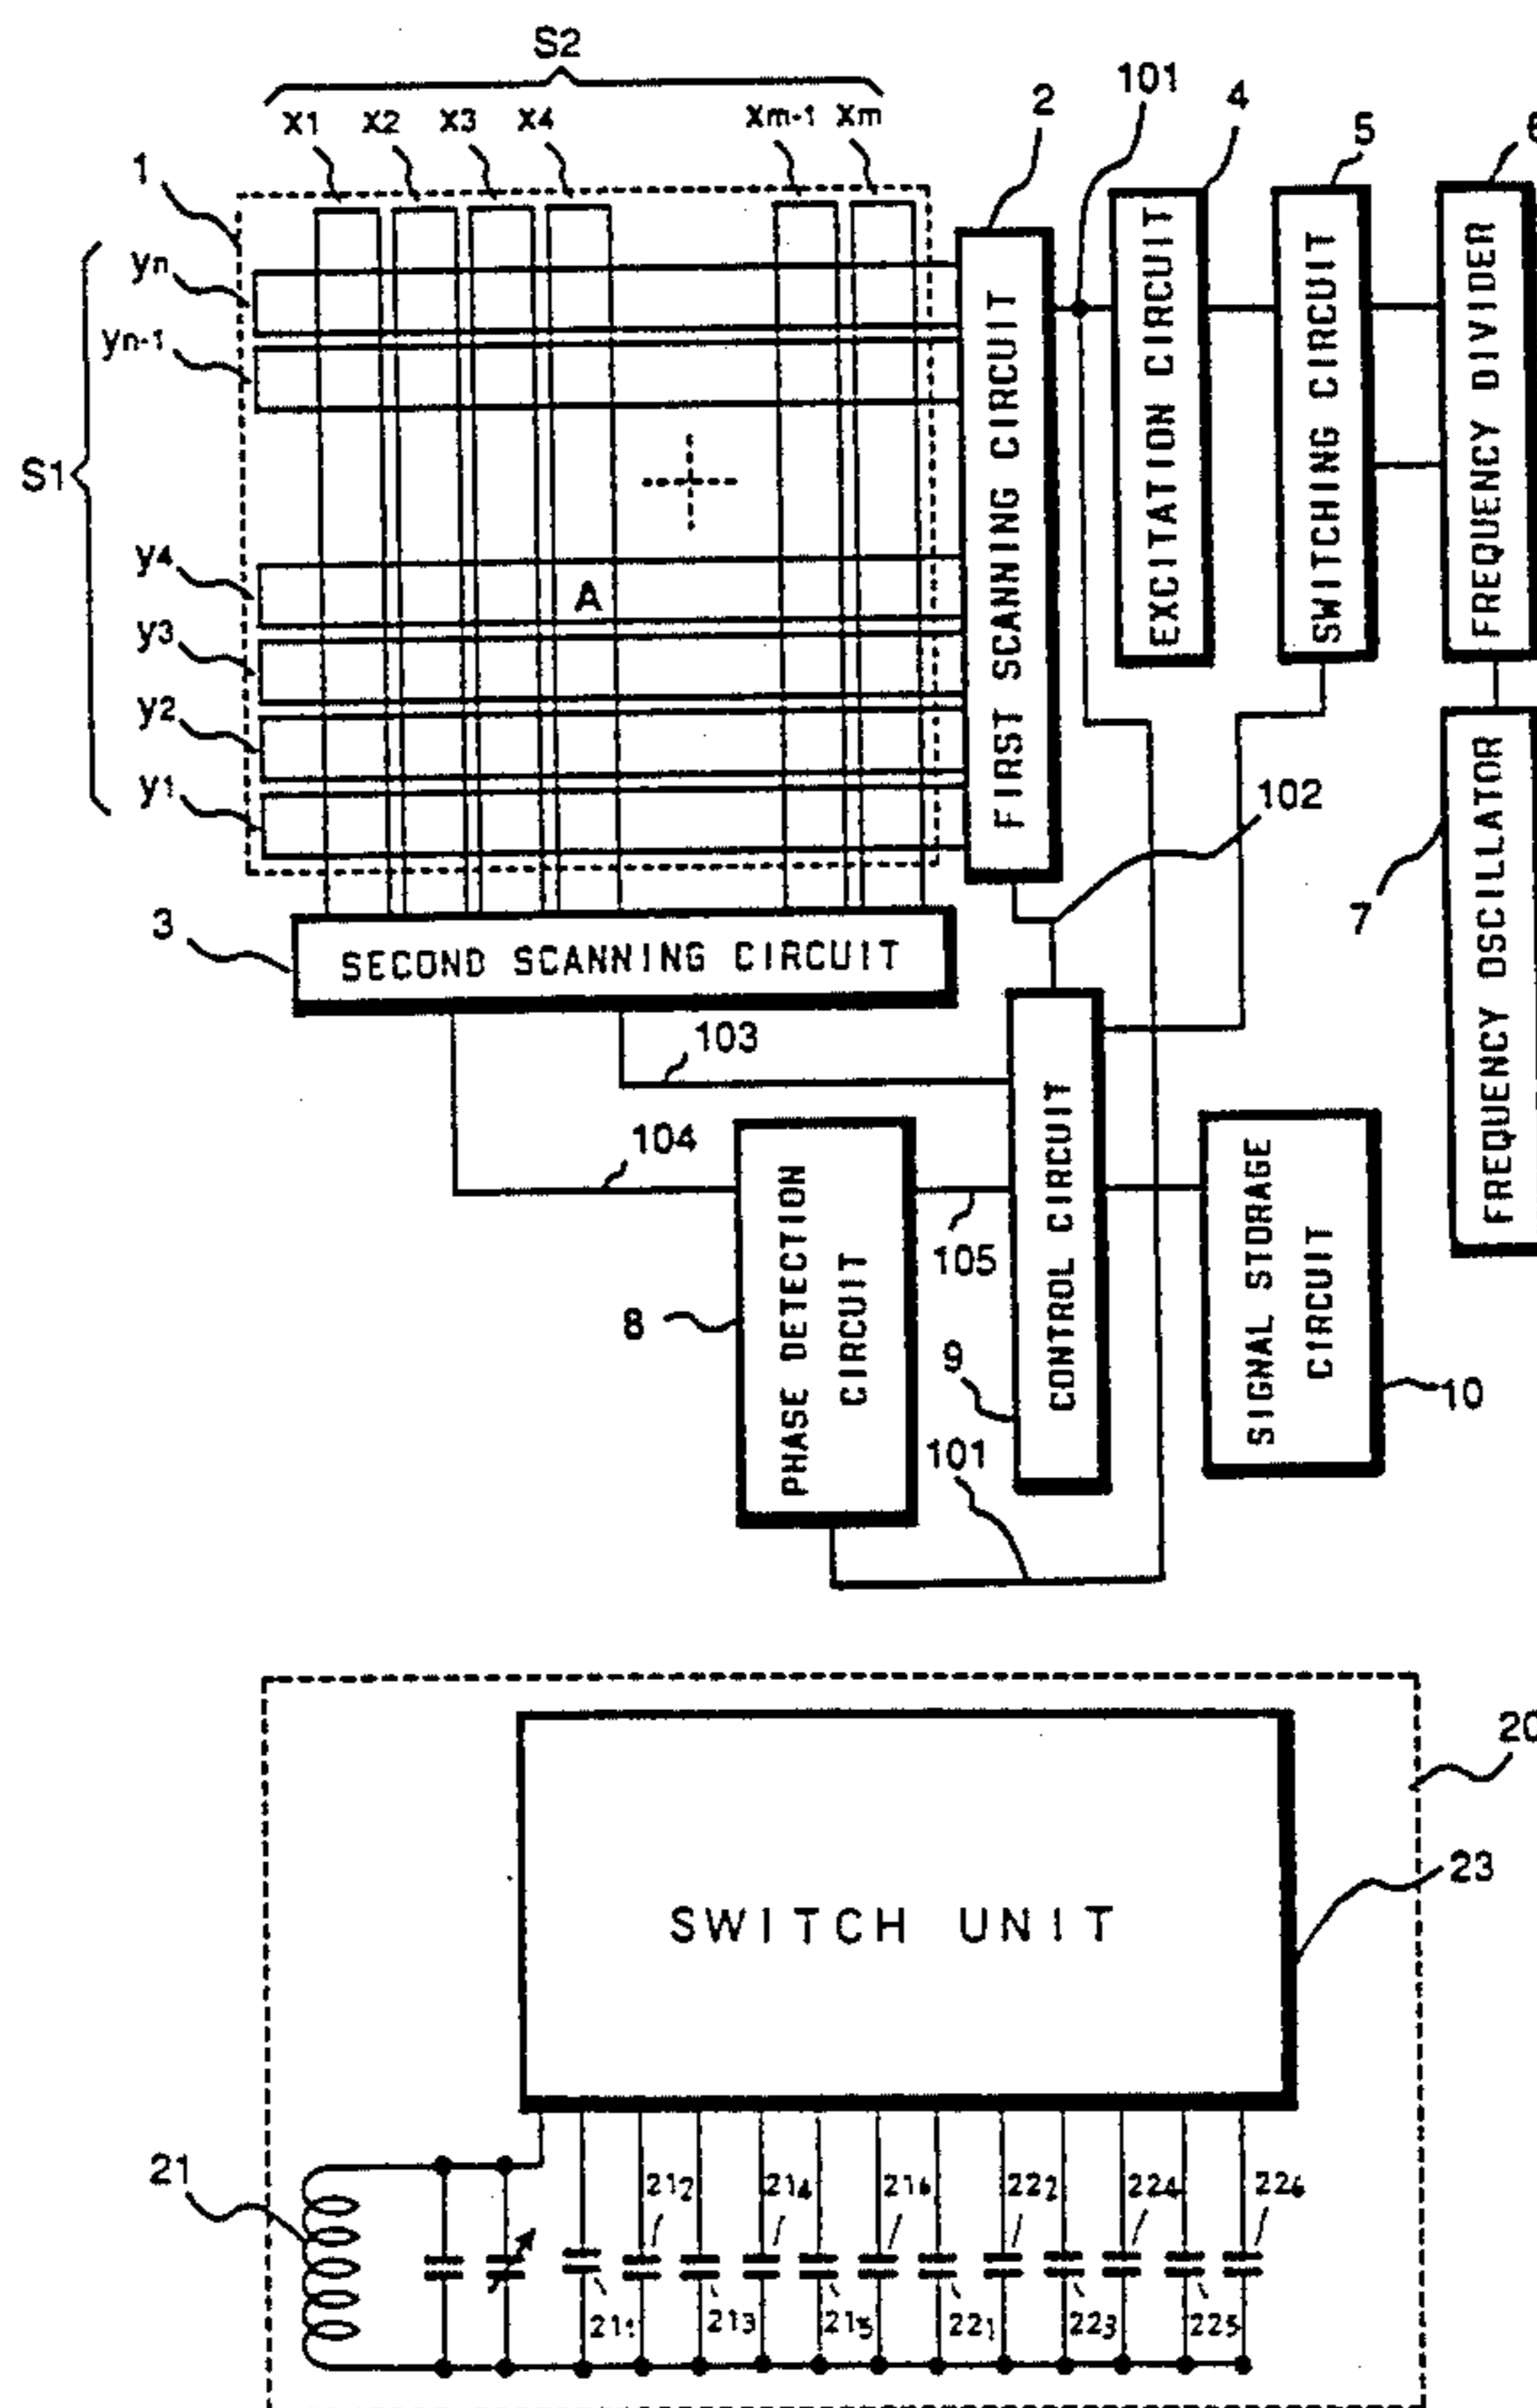 S2
X1 X2 X3 X4 Xm-1 Xm
101
2
4
5
6
1
yn
yn-1
S1
y4
y3
y2
y1
A
FIRST SCANNING CIRCUIT
EXCITATION CIRCUIT
SWITCHING CIRCUIT
FREQUENCY DIVIDER
FREQUENCY OSCILLATOR
7
102
3
SECOND SCANNING CIRCUIT
103
104
PHASE DETECTION
CIRCUIT
8
105
CONTROL CIRCUIT
9
SIGNAL STORAGE
CIRCUIT
10
101
20
SWITCH UNIT
23
21
212 214 216 222 224 226
211 213 215 221 223 225